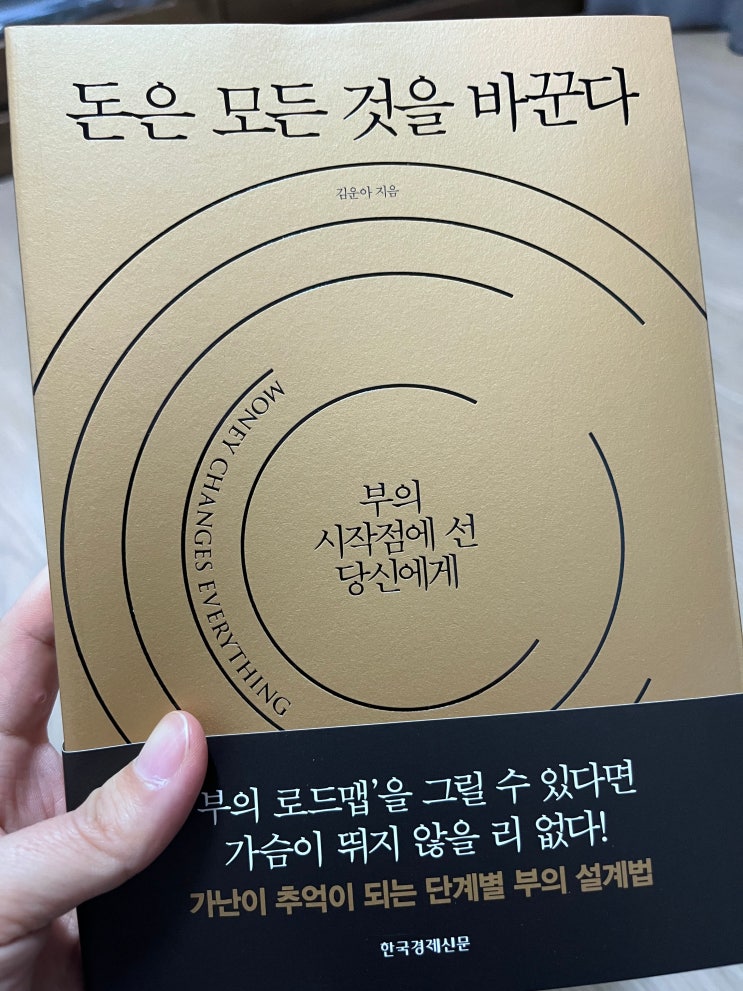 돈은 모든 것을 바꾼다
김운아 지음
MONEY CHANGES EVERYTHING
부의
시작점에 선
당신에게
'부의 로드맵'을 그릴 수 있다면
가슴이 뛰지 않을 리 없다!
가난이 추억이 되는 단계별 부의 설계법
한국경제신문